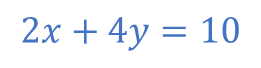 2x + 4y = 10